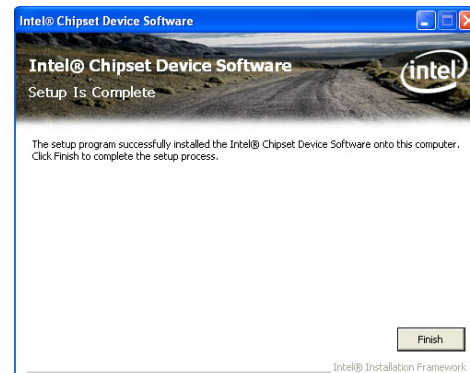 Intel® Chipset Device Software
Intel® Chipset Device Software
Setup Is Complete
intel
The setup program successfully installed the Intel® Chipset Device Software onto this computer.
Click Finish to complete the setup process.
Finish
Intel® Installation Framework